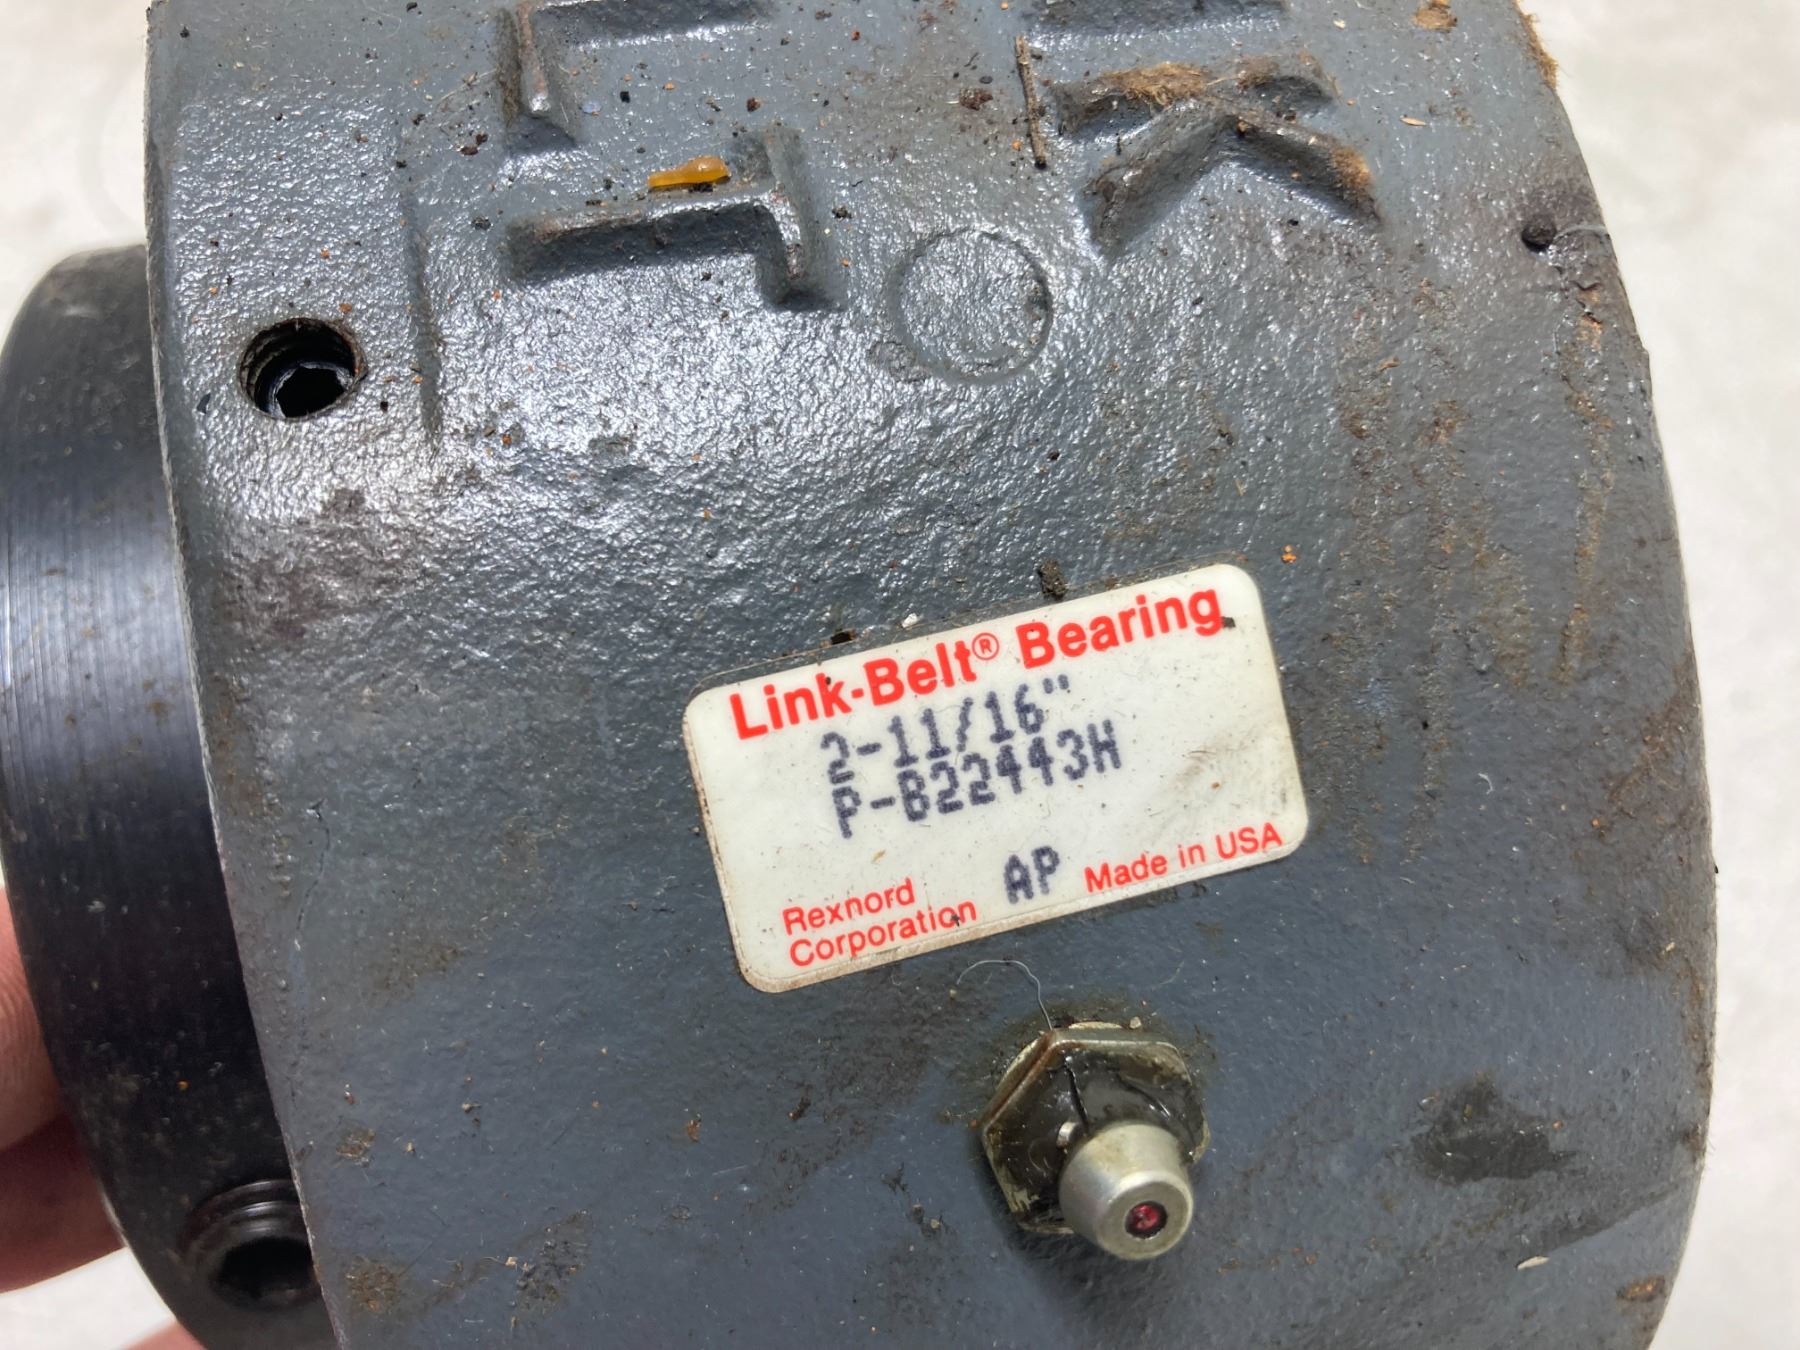 Link-Belt® Bearing
2-11/16"
P-B22443H
Rexnord
Corporation
AP
Made in USA